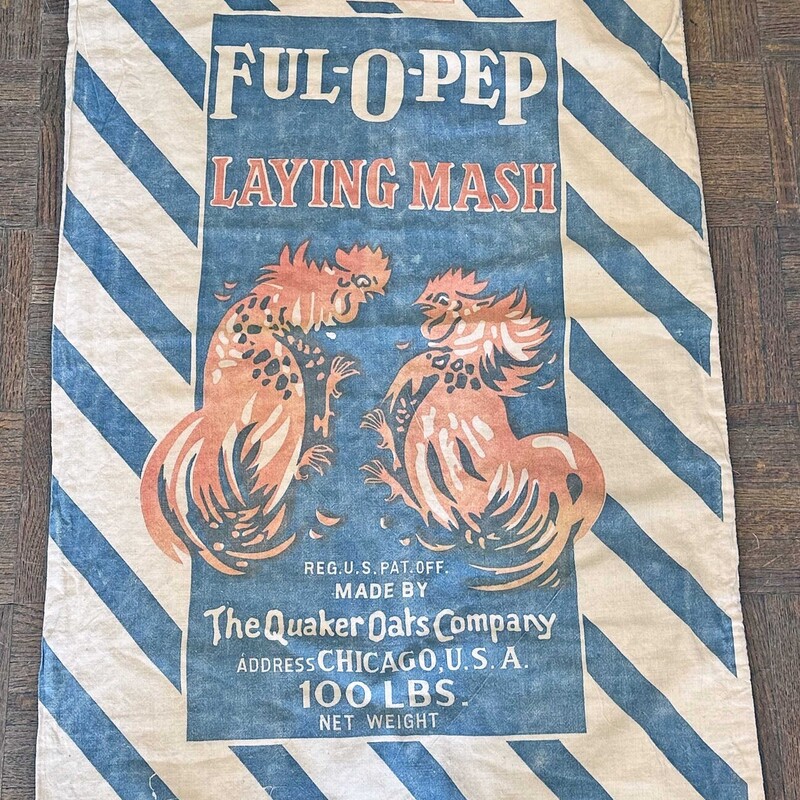 FUL-O-PEP
LAYING MASH
REG.U.S.PAT.OFF.
MADE BY
The Quaker Oats Company
ADDRESS CHICAGO, U.S.A.
100 LBS.
NET WEIGHT